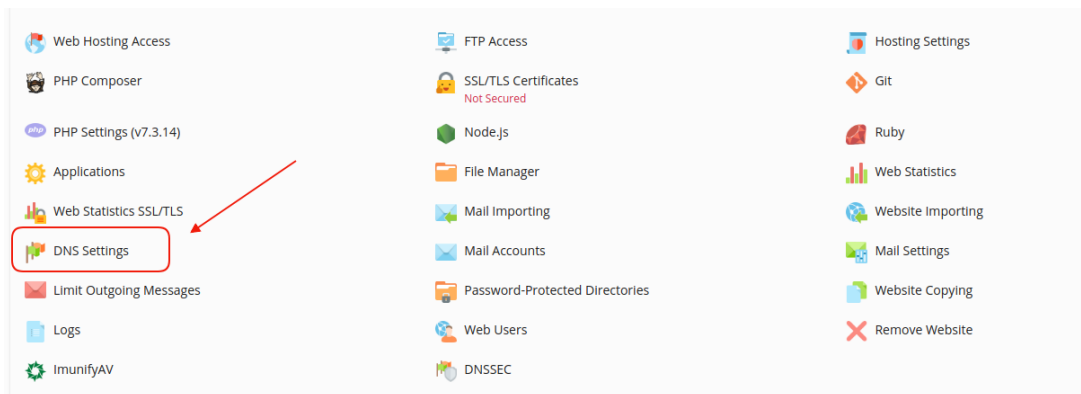 Web Hosting Access
FTP Access
Hosting Settings
PHP Composer
SSL/TLS Certificates
Not Secured
Git
php
PHP Settings (v7.3.14)
Node.js
Ruby
Applications
File Manager
Web Statistics
Web Statistics SSL/TLS
Mail Importing
Website Importing
DNS Settings
Mail Accounts
Mail Settings
Limit Outgoing Messages
Password-Protected Directories
Website Copying
Logs
Web Users
Remove Website
ImunifyAV
DNSSEC